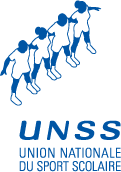 UNSS
UNION NATIONALE
DU SPORT SCOLAIRE